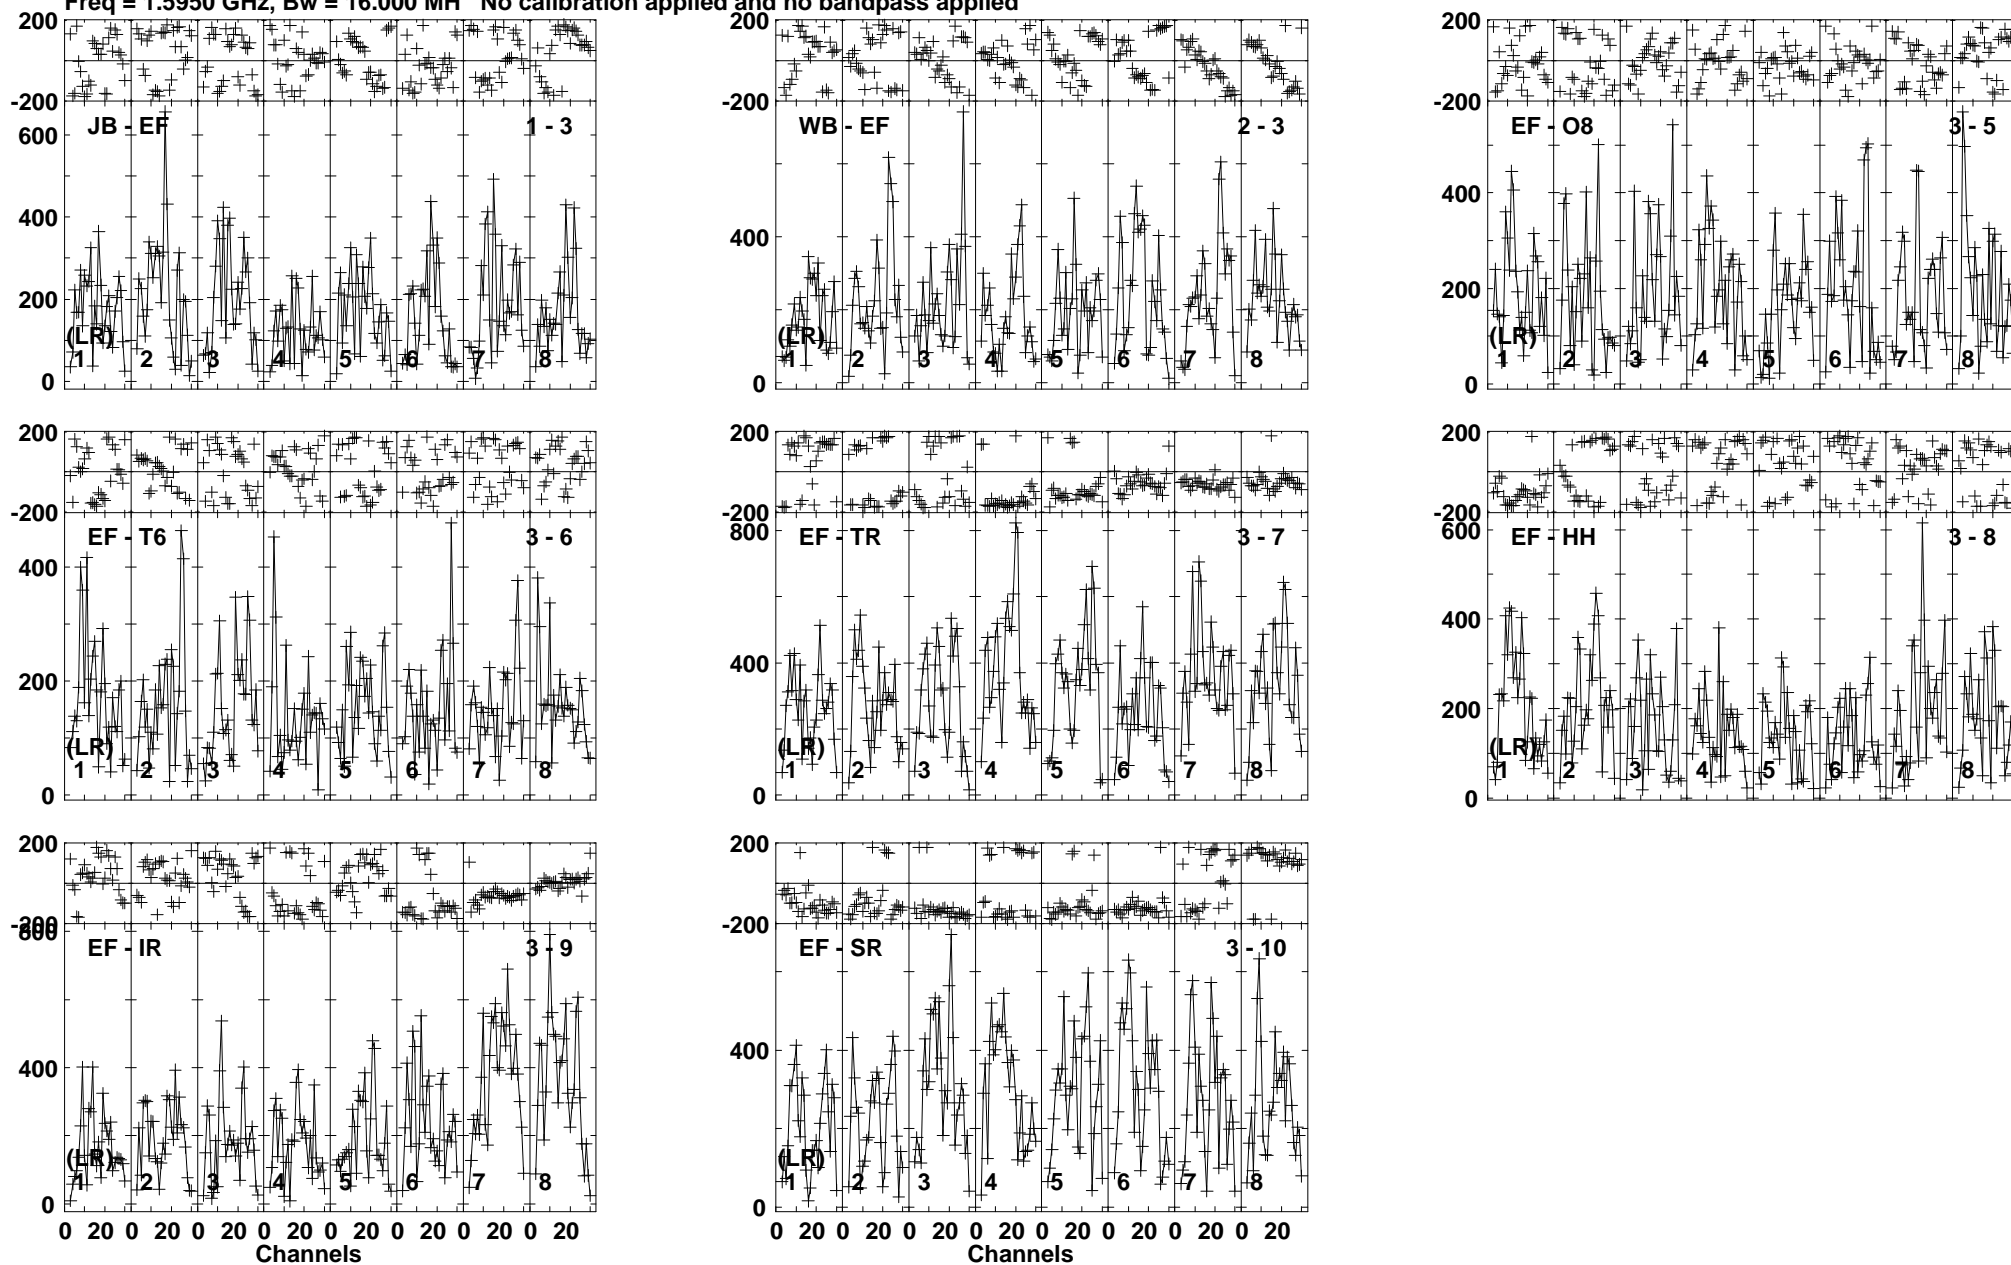 Freq = 1.5950 GHz, Bw = 16.000 MH   No calibration applied and no bandpass applied
200 200 200
-200 -200 -200
JB - EF 1 - 3 WB - EF 2 - 3 EF - O8 3 - 5
600
400 400 400
200 200
(LR) (LR) (LR)
1 2 3 4 5 6 7 8 1 2 3 4 5 6 7 8 1 2 3 4 5 6 7 8
0 0 0
200 200 200
-200 -200 -200
EF - T6 3 - 6 EF - TR 3 - 7 EF - HH 3 - 8
800 600
400 400 400
200 200
(LR) (LR) (LR)
1 2 3 4 5 6 7 8 1 2 3 4 5 6 7 8 1 2 3 4 5 6 7 8
0 0 0
200 200
-200 -200
800
EF - IR 3 - 9 EF - SR 3 - 10
400 400
(LR) (LR)
1 2 3 4 5 6 7 8 1 2 3 4 5 6 7 8
0 0
0 20 0 20 0 20 0 20 0 20 0 20 0 20 0 20 0 20 0 20 0 20 0 20 0 20 0 20 0 20 0 20
Channels Channels